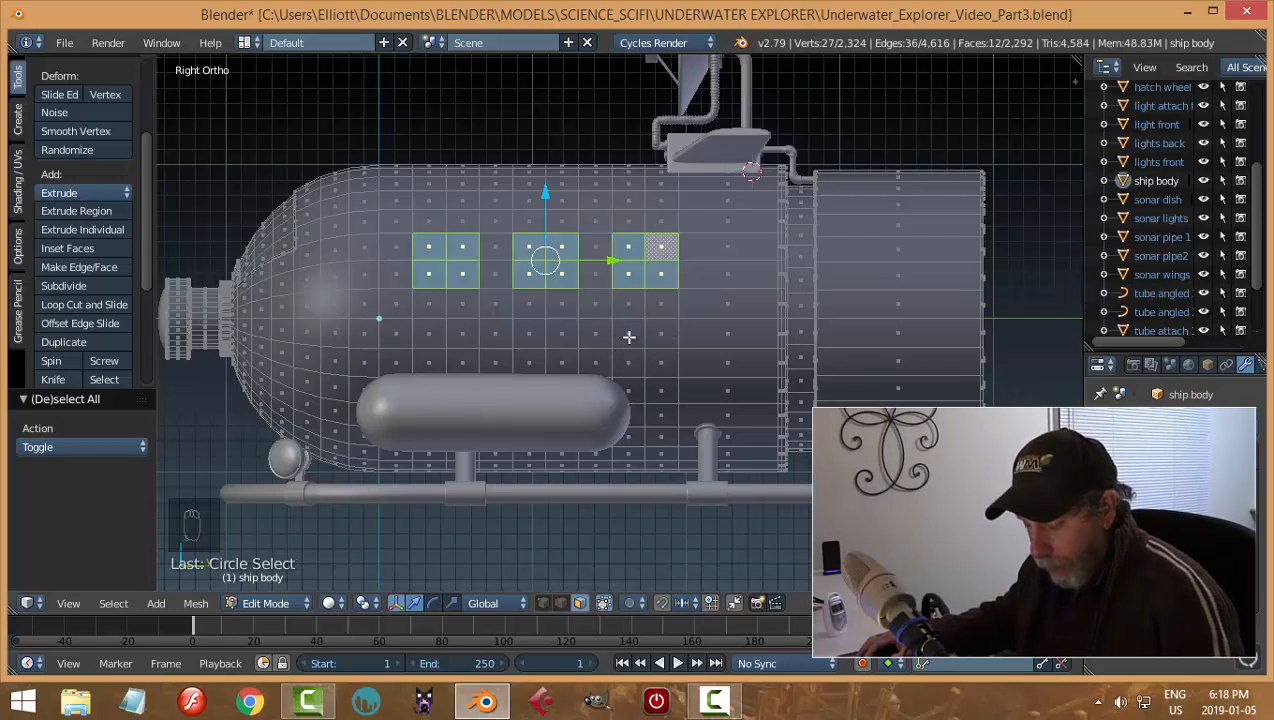 Blender* [C:\Users\Elliott\Documents\BLENDER\MODELS\SCIENCE_SCIFI\UNDERWATER EXPLORER\Underwater_Explorer_Video_Part3.blend]
File Render Window Help Default Scene Cycles Render v2.79 | Verts:27/2,324 | Edges:36/4,616 | Faces:12/2,292 | Tris:4,584 | Mem:48.83M | ship body
Tools
Create
Shading / UVs
Options
Grease Pencil
Deform:
Slide Ed Vertex
Noise
Smooth Vertex
Randomize
Add:
Extrude
Extrude Region
Extrude Individual
Inset Faces
Make Edge/Face
Subdivide
Loop Cut and Slide
Offset Edge Slide
Duplicate
Spin Screw
Knife Select
(De)select All
Action
Toggle
Right Ortho
Last: Circle Select
(1) ship body
View Search All Scen
hatch wheel
light attach f
light front
lights back
lights front
ship body
sonar dish
sonar lights
sonar pipe 1
sonar pipe2
sonar wings
tube angled
tube angled
tube attach
ship body
View Select Add Mesh Edit Mode Global
-40 -20 0 20 40 60 80 100 120 140 160 180
View Marker Frame Playback Start: 1 End: 250 1 No Sync
ENG
US
6:18 PM
2019-01-05